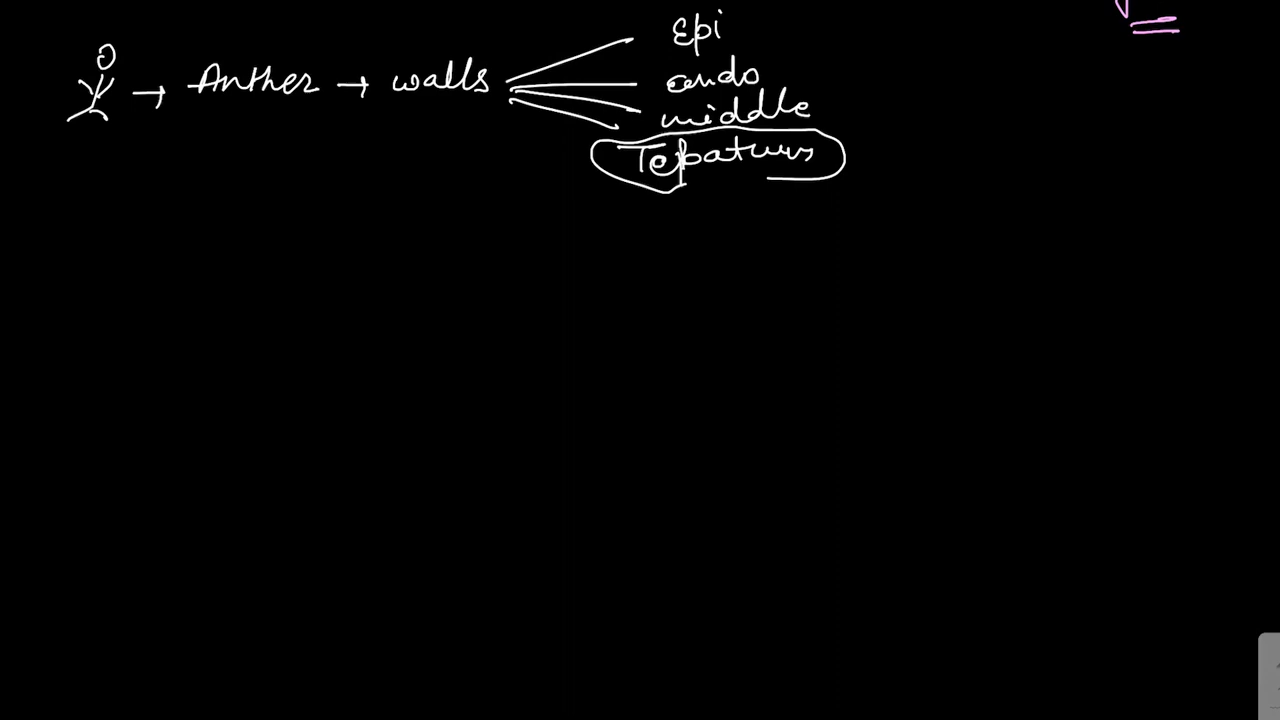 Epi
Anther → walls
endo
middle
Tepatum